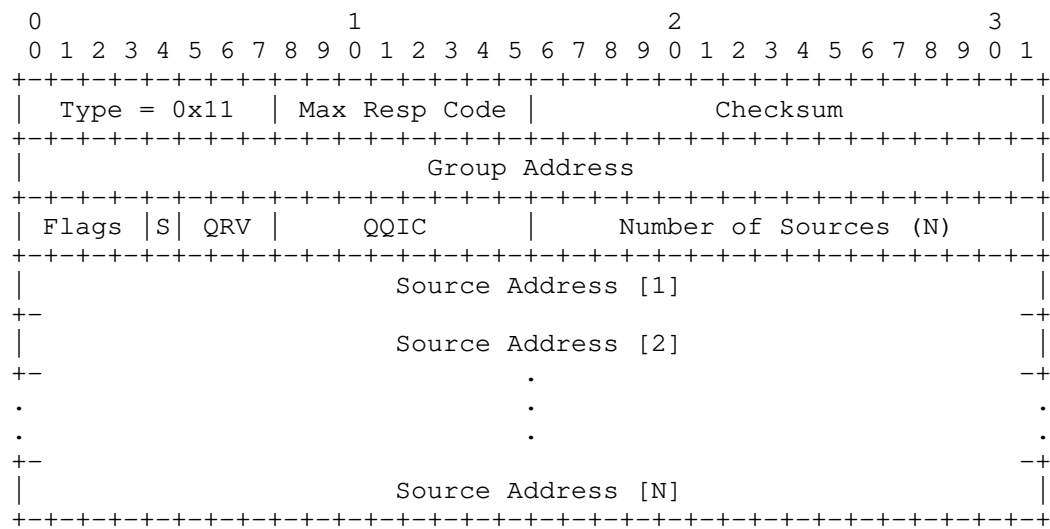 0                   1                   2                   3
 0 1 2 3 4 5 6 7 8 9 0 1 2 3 4 5 6 7 8 9 0 1 2 3 4 5 6 7 8 9 0 1
+-+-+-+-+-+-+-+-+-+-+-+-+-+-+-+-+-+-+-+-+-+-+-+-+-+-+-+-+-+-+-+-+
|  Type = 0x11  | Max Resp Code |           Checksum            |
+-+-+-+-+-+-+-+-+-+-+-+-+-+-+-+-+-+-+-+-+-+-+-+-+-+-+-+-+-+-+-+-+
|                         Group Address                         |
+-+-+-+-+-+-+-+-+-+-+-+-+-+-+-+-+-+-+-+-+-+-+-+-+-+-+-+-+-+-+-+-+
| Flags |S| QRV |     QQIC      |     Number of Sources (N)     |
+-+-+-+-+-+-+-+-+-+-+-+-+-+-+-+-+-+-+-+-+-+-+-+-+-+-+-+-+-+-+-+-+
|                       Source Address [1]                      |
+-                                                             -+
|                       Source Address [2]                      |
+-                              .                              -+
.                               .                               .
.                               .                               .
+-                                                             -+
|                       Source Address [N]                      |
+-+-+-+-+-+-+-+-+-+-+-+-+-+-+-+-+-+-+-+-+-+-+-+-+-+-+-+-+-+-+-+-+